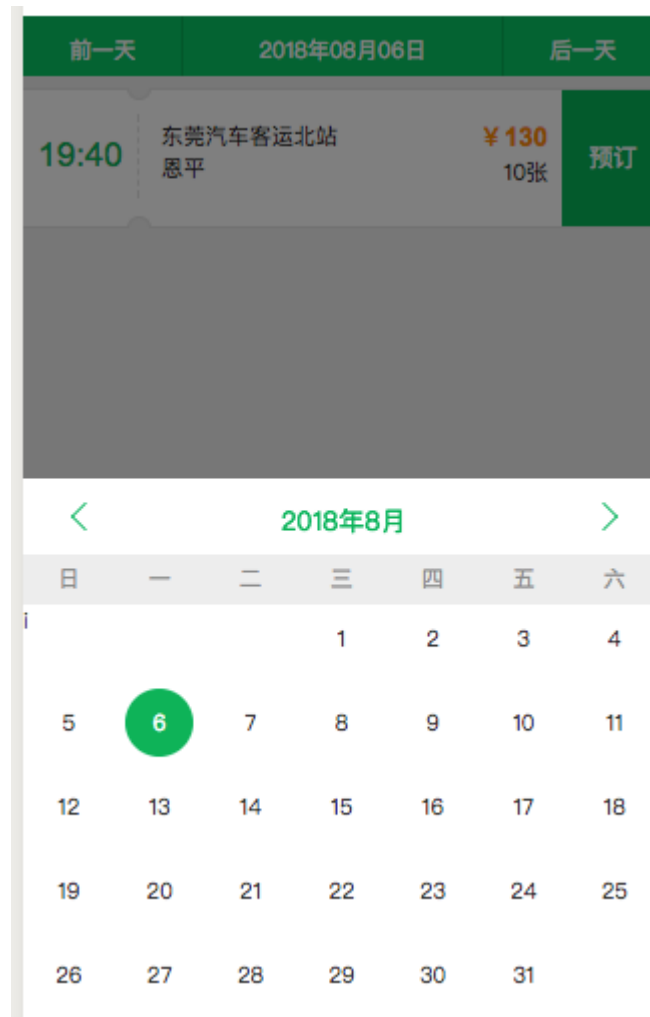 前一天 2018年08月06日 后一天
19:40 东莞汽车客运北站 ¥130 预订
恩平 10张
2018年8月
日 一 二 三 四 五 六
i
1 2 3 4
5 6 7 8 9 10 11
12 13 14 15 16 17 18
19 20 21 22 23 24 25
26 27 28 29 30 31